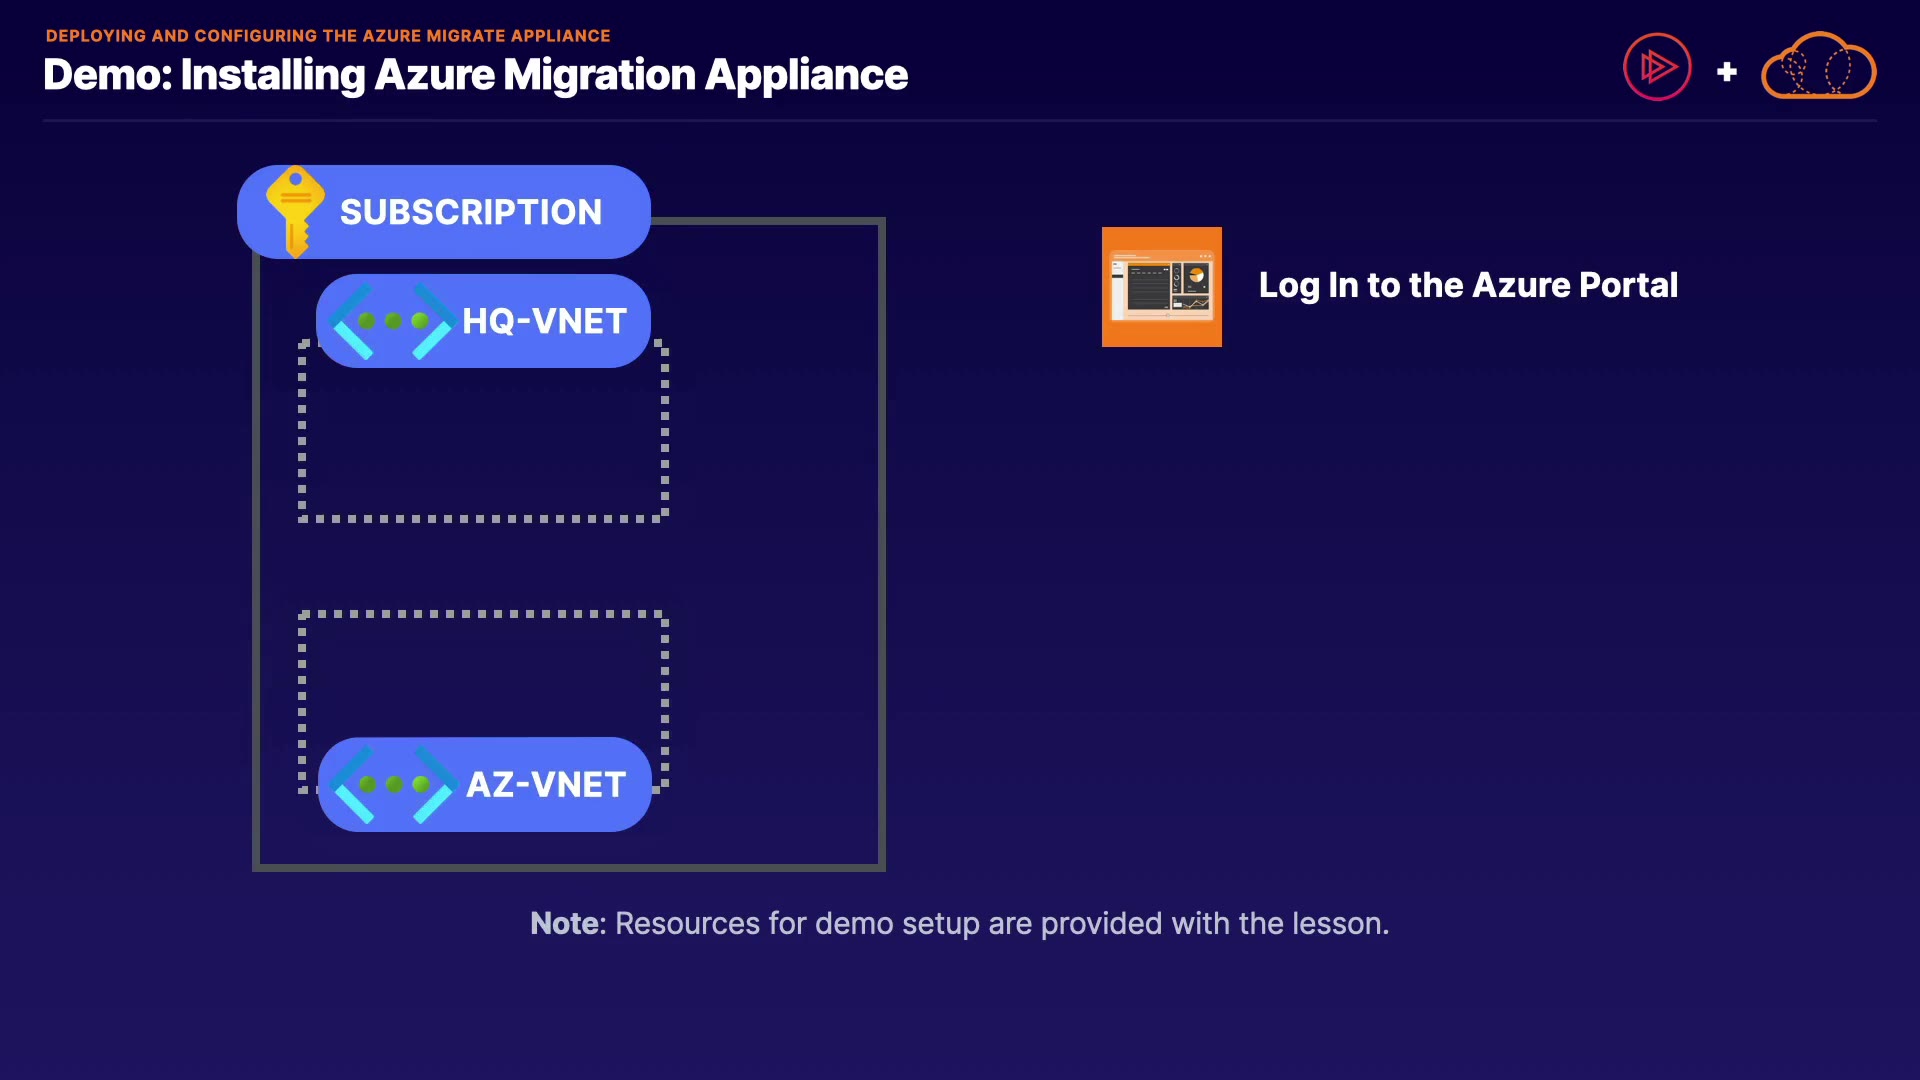 DEPLOYING AND CONFIGURING THE AZURE MIGRATE APPLIANCE
Demo: Installing Azure Migration Appliance
SUBSCRIPTION
HQ-VNET
Log In to the Azure Portal
AZ-VNET
Note: Resources for demo setup are provided with the lesson.